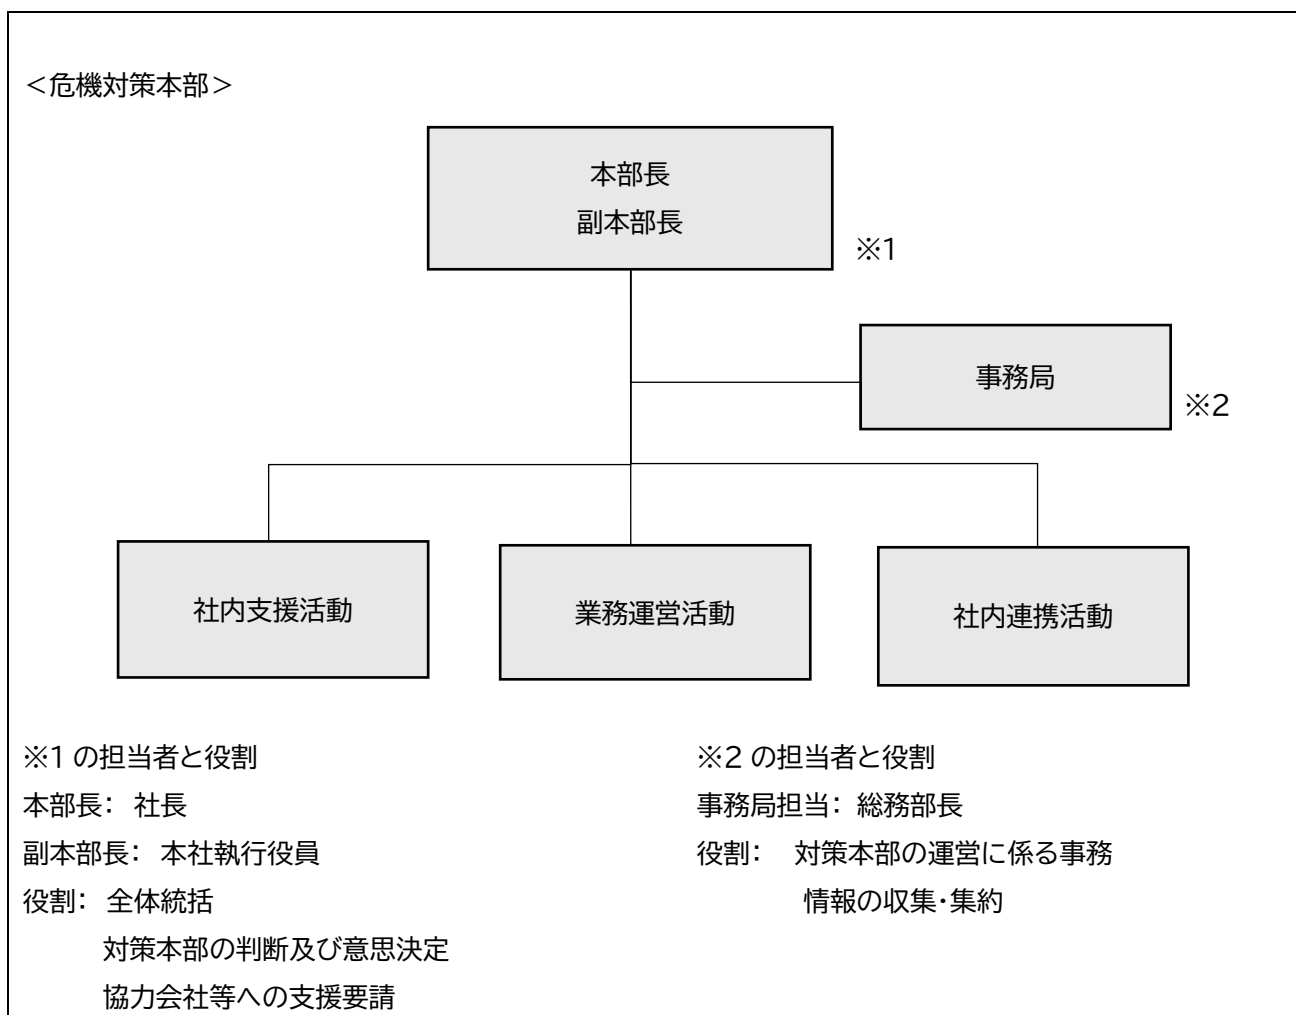 ＜危機対策本部＞
本部長
副本部長
※1
事務局
※2
社内支援活動
業務運営活動
社内連携活動
※1 の担当者と役割
本部長： 社長
副本部長： 本社執行役員
役割： 全体統括
対策本部の判断及び意思決定
協力会社等への支援要請
※2 の担当者と役割
事務局担当： 総務部長
役割： 対策本部の運営に係る事務
情報の収集・集約